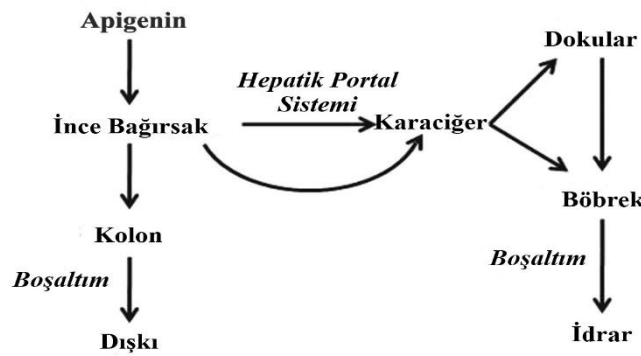 Apigenin
Dokular
Hepatik Portal
Sistemi
İnce Bağırsak
Karaciğer
Böbrek
Kolon
Boşaltım
Boşaltım
Dışkı
İdrar